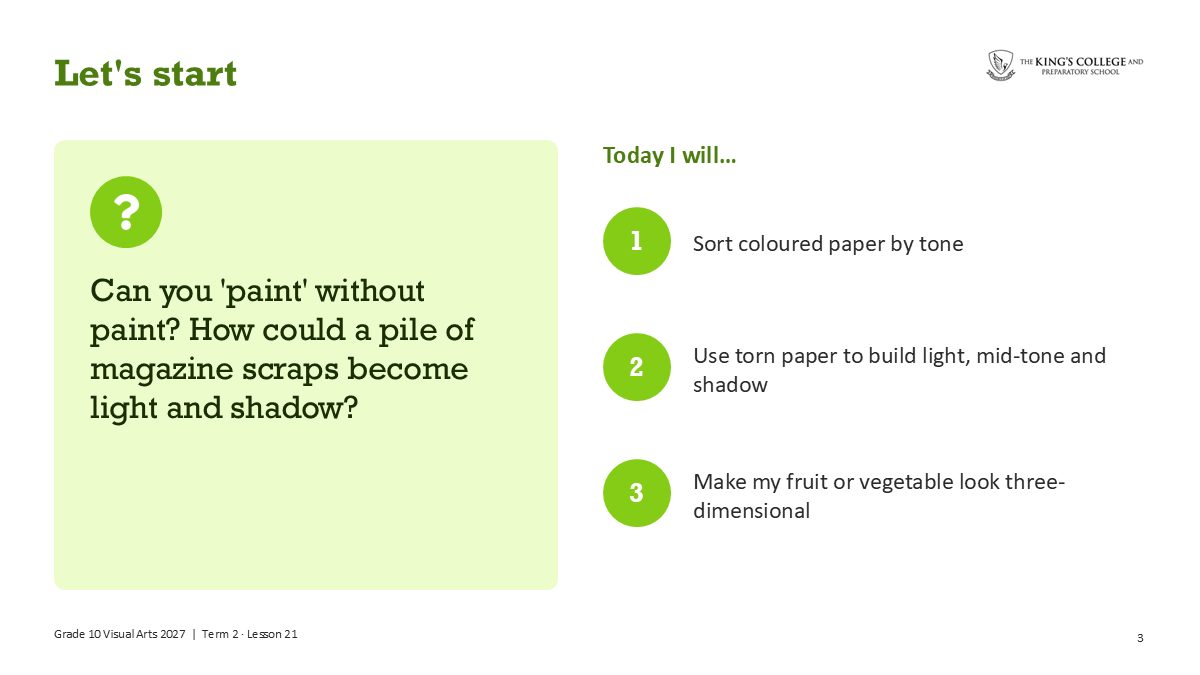 Let's start
THE KING'S COLLEGE AND
PREPARATORY SCHOOL
?
Can you 'paint' without
paint? How could a pile of
magazine scraps become
light and shadow?
Today I will...
1
Sort coloured paper by tone
2
Use torn paper to build light, mid-tone and
shadow
3
Make my fruit or vegetable look three-
dimensional
Grade 10 Visual Arts 2027 | Term 2 · Lesson 21
3